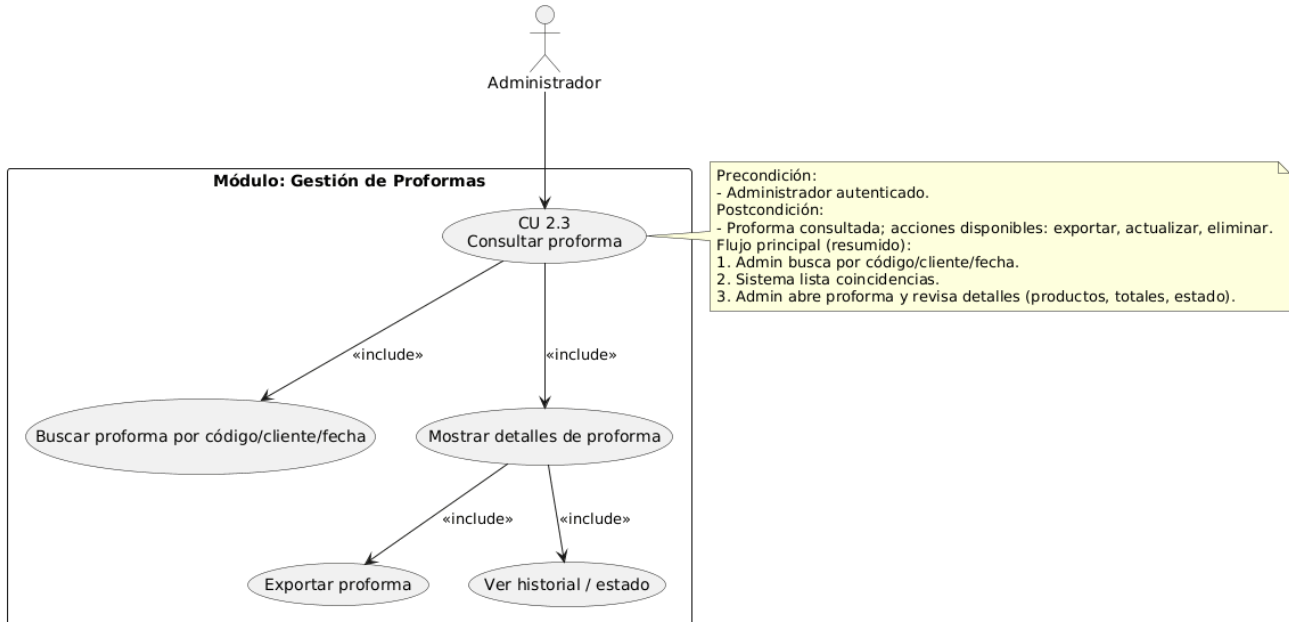 Administrador
Módulo: Gestión de Proformas
CU 2.3
Consultar proforma
Precondición:
- Administrador autenticado.
Postcondición:
- Proforma consultada; acciones disponibles: exportar, actualizar, eliminar.
Flujo principal (resumido):
1. Admin busca por código/cliente/fecha.
2. Sistema lista coincidencias.
3. Admin abre proforma y revisa detalles (productos, totales, estado).
«include»
«include»
Buscar proforma por código/cliente/fecha
Mostrar detalles de proforma
«include»
«include»
Exportar proforma
Ver historial / estado